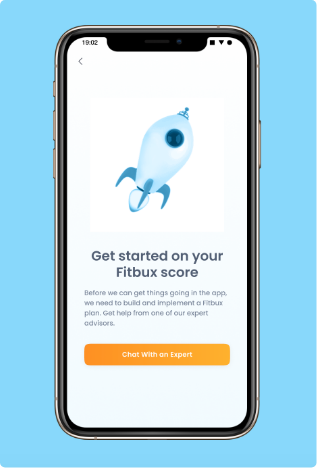 19:02
Get started on your
Fitbux score
Before we can get things going in the app,
we need to build and implement a Fitbux
plan. Get help from one of our expert
advisors.
Chat With an Expert